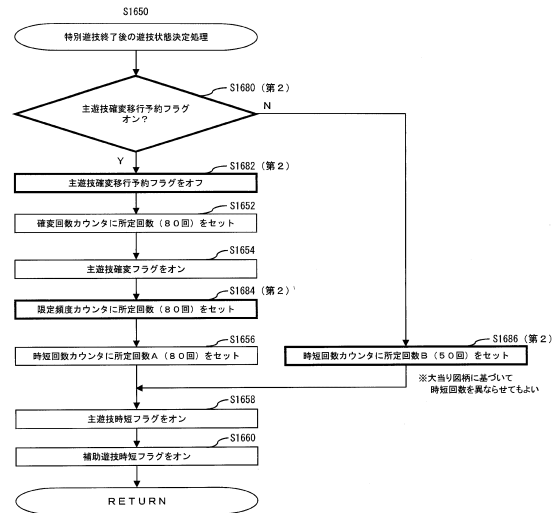 S1650
特別遊技終了後の遊技状態決定処理
S1680(第2)
主遊技確変移行予約フラグ
オン?
N
Y
S1682(第2)
主遊技確変移行予約フラグをオフ
S1652
確変回数カウンタに所定回数(80回)をセット
S1654
主遊技確変フラグをオン
S1684(第2)
限定頻度カウンタに所定回数(80回)をセット
S1656
時短回数カウンタに所定回数A(80回)をセット
S1686(第2)
時短回数カウンタに所定回数B(50回)をセット
※大当り図柄に基づいて
時短回数を異ならせてもよい
S1658
主遊技時短フラグをオン
S1660
補助遊技時短フラグをオン
RETURN